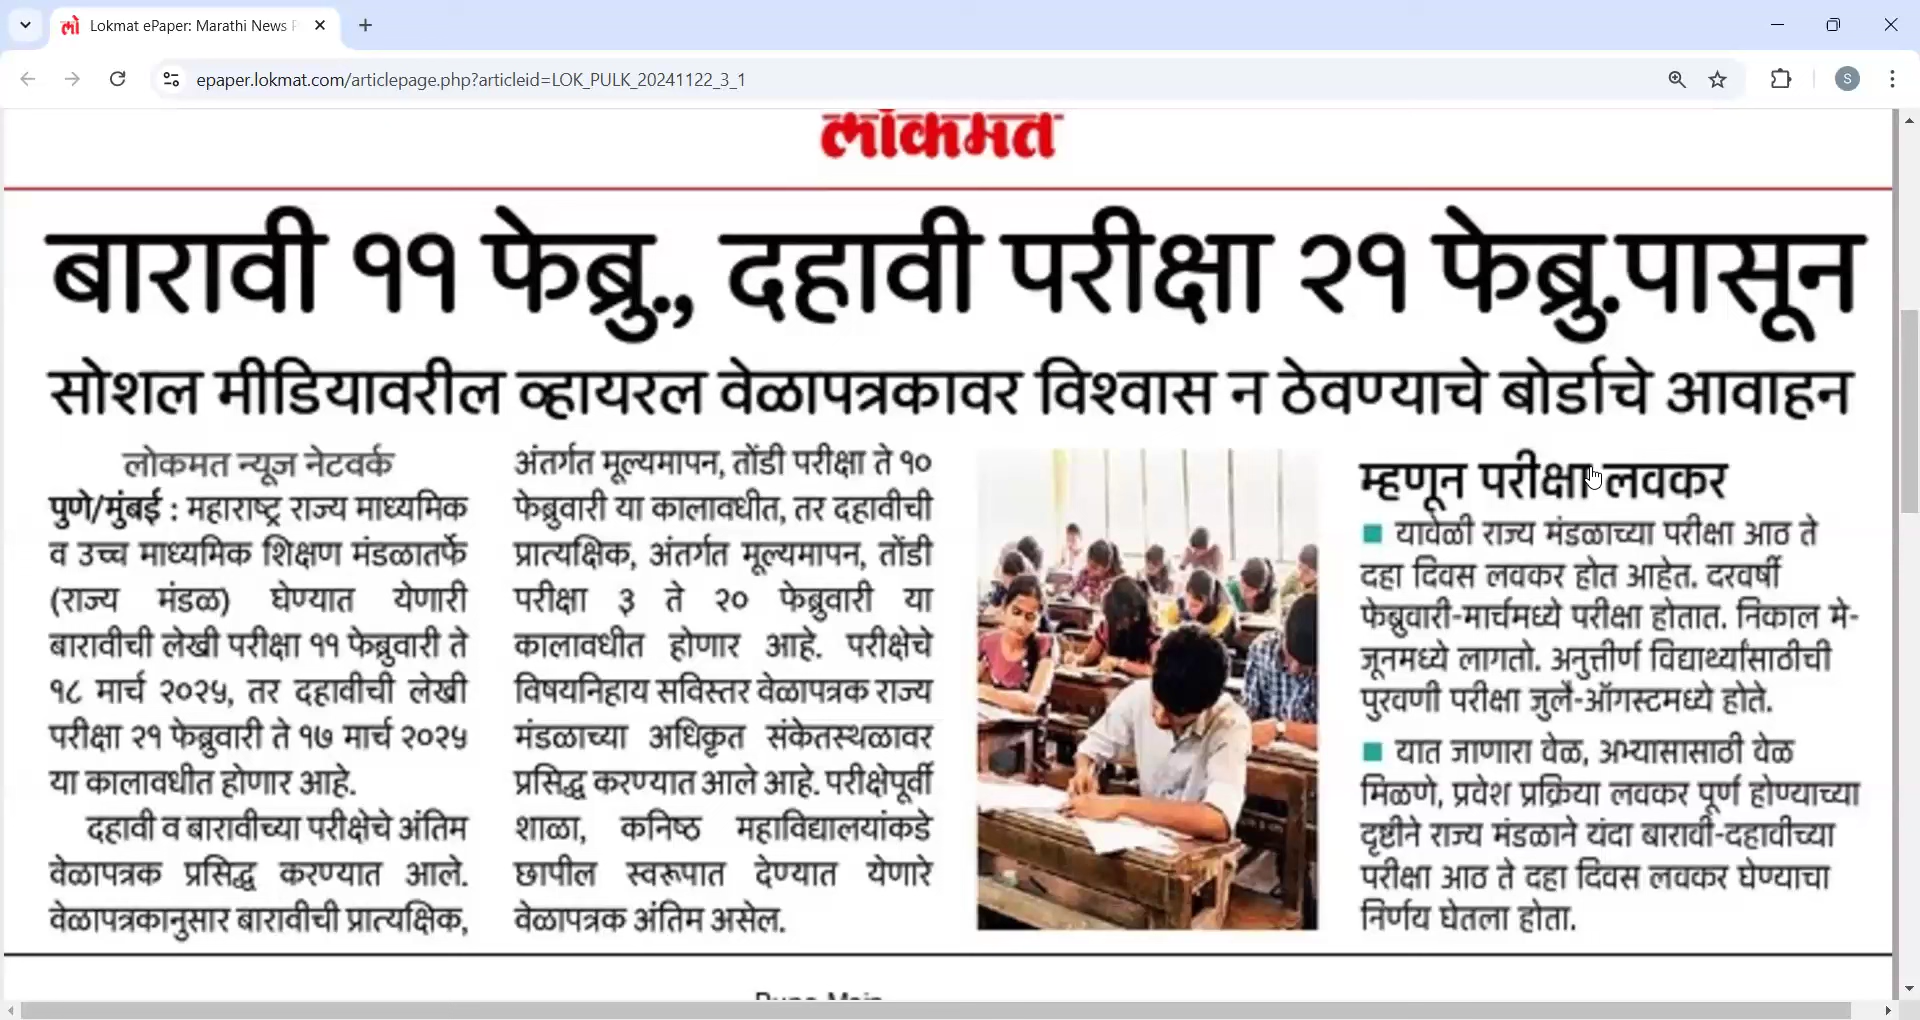 Lokmat ePaper: Marathi News
epaper.lokmat.com/articlepage.php?articleid=LOK_PULK_20241122_3_1
S
लोकमत
बारावी ११ फेब्रु., दहावी परीक्षा २१ फेब्रु.पासून
सोशल मीडियावरील व्हायरल वेळापत्रकावर विश्वास न ठेवण्याचे बोर्डाचे आवाहन
लोकमत न्यूज नेटवर्क
पुणे/मुंबई : महाराष्ट्र राज्य माध्यमिक
व उच्च माध्यमिक शिक्षण मंडळातर्फे
(राज्य मंडळ) घेण्यात येणारी
बारावीची लेखी परीक्षा ११ फेब्रुवारी ते
१८ मार्च २०२५, तर दहावीची लेखी
परीक्षा २१ फेब्रुवारी ते १७ मार्च २०२५
या कालावधीत होणार आहे.
दहावी व बारावीच्या परीक्षेचे अंतिम
वेळापत्रक प्रसिद्ध करण्यात आले.
वेळापत्रकानुसार बारावीची प्रात्यक्षिक,
अंतर्गत मूल्यमापन, तोंडी परीक्षा ते १०
फेब्रुवारी या कालावधीत, तर दहावीची
प्रात्यक्षिक, अंतर्गत मूल्यमापन, तोंडी
परीक्षा ३ ते २० फेब्रुवारी या
कालावधीत होणार आहे. परीक्षेचे
विषयनिहाय सविस्तर वेळापत्रक राज्य
मंडळाच्या अधिकृत संकेतस्थळावर
प्रसिद्ध करण्यात आले आहे. परीक्षेपूर्वी
शाळा, कनिष्ठ महाविद्यालयांकडे
छापील स्वरूपात देण्यात येणारे
वेळापत्रक अंतिम असेल.
म्हणून परीक्षा लवकर
यावेळी राज्य मंडळाच्या परीक्षा आठ ते
दहा दिवस लवकर होत आहेत. दरवर्षी
फेब्रुवारी-मार्चमध्ये परीक्षा होतात. निकाल मे-
जूनमध्ये लागतो. अनुत्तीर्ण विद्यार्थ्यांसाठीची
पुरवणी परीक्षा जुलै-ऑगस्टमध्ये होते.
यात जाणारा वेळ, अभ्यासासाठी वेळ
मिळणे, प्रवेश प्रक्रिया लवकर पूर्ण होण्याच्या
दृष्टीने राज्य मंडळाने यंदा बारावी-दहावीच्या
परीक्षा आठ ते दहा दिवस लवकर घेण्याचा
निर्णय घेतला होता.